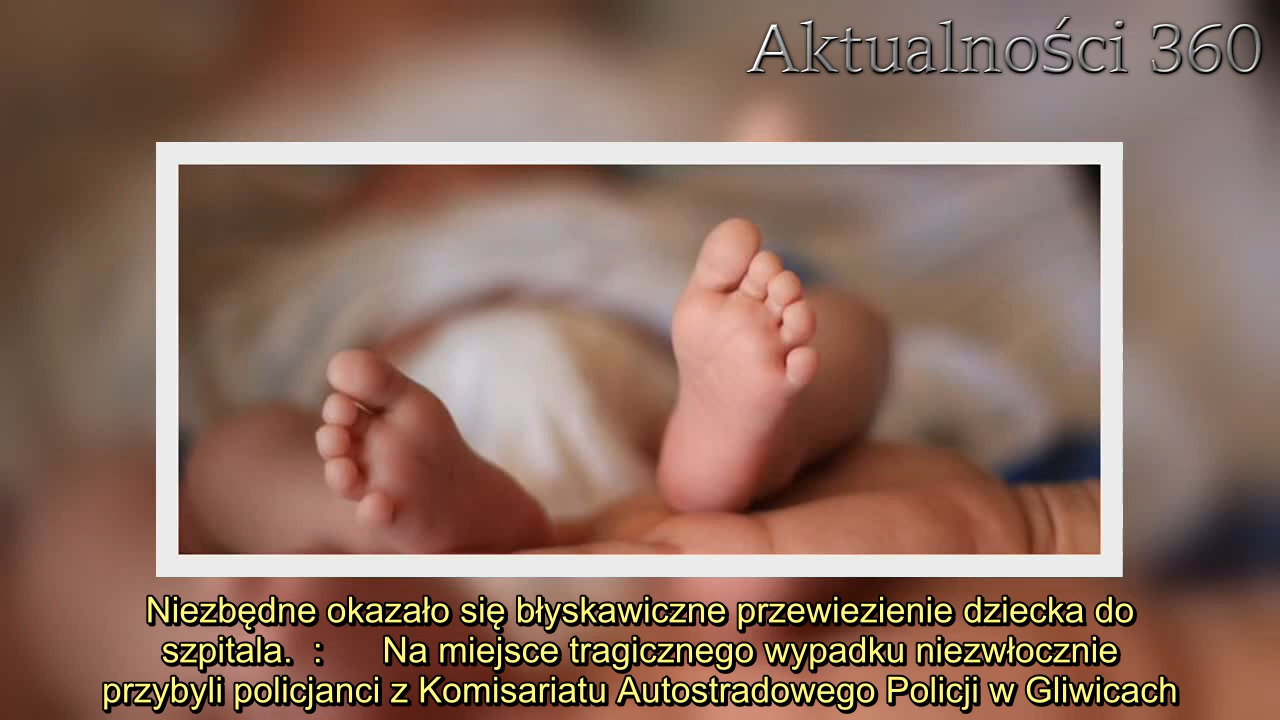 Aktualności 360
Niezbędne okazało się błyskawiczne przewiezienie dziecka do
szpitala.  :      Na miejsce tragicznego wypadku niezwłocznie
przybyli policjanci z Komisariatu Autostradowego Policji w Gliwicach